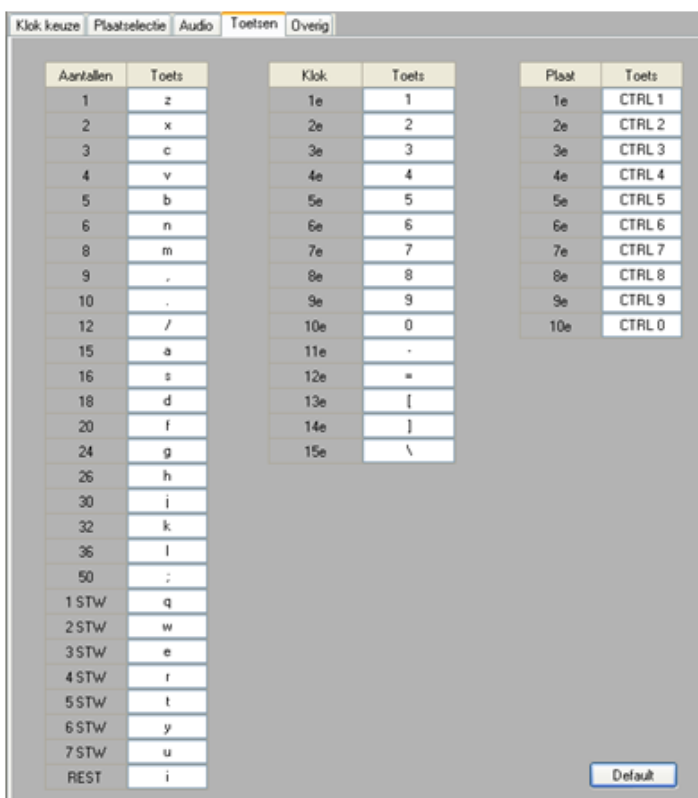 Klok keuze Plaatselectie Audio Toetsen Overig
Aantallen Toets Klok Toets Plaat Toets
1 z 1e 1 1e CTRL 1
2 x 2e 2 2e CTRL 2
3 c 3e 3 3e CTRL 3
4 v 4e 4 4e CTRL 4
5 b 5e 5 5e CTRL 5
6 n 6e 6 6e CTRL 6
8 m 7e 7 7e CTRL 7
9 , 8e 8 8e CTRL 8
10 . 9e 9 9e CTRL 9
12 / 10e 0 10e CTRL 0
15 a 11e -
16 s 12e =
18 d 13e [
20 f 14e ]
24 g 15e \
26 h
30 j
32 k
36 l
50 ;
1 STW q
2 STW w
3 STW e
4 STW r
5 STW t
6 STW y
7 STW u
REST i
Default